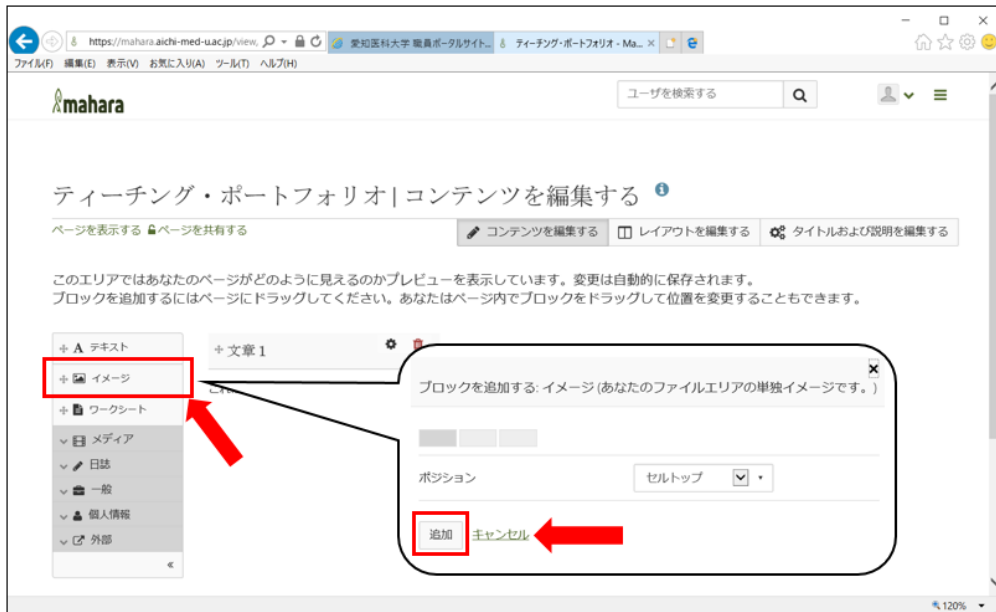 https://mahara.aichi-med-u.ac.jp/view,
愛知医科大学 職員ポータルサイト...
ティーチング・ポートフォリオ - Ma...
ファイル(F) 編集(E) 表示(V) お気に入り(A) ツール(T) ヘルプ(H)
mahara
ユーザを検索する
ティーチング・ポートフォリオ | コンテンツを編集する
ページを表示する ページを共有する
コンテンツを編集する レイアウトを編集する タイトルおよび説明を編集する
このエリアではあなたのページがどのように見えるのかプレビューを表示しています。変更は自動的に保存されます。
ブロックを追加するにはページにドラッグしてください。あなたはページ内でブロックをドラッグして位置を変更することもできます。
テキスト
イメージ
ワークシート
メディア
日誌
一般
個人情報
外部
«
文章 1
ブロックを追加する: イメージ (あなたのファイルエリアの単独イメージです。)
ポジション セルトップ
追加 キャンセル
120%